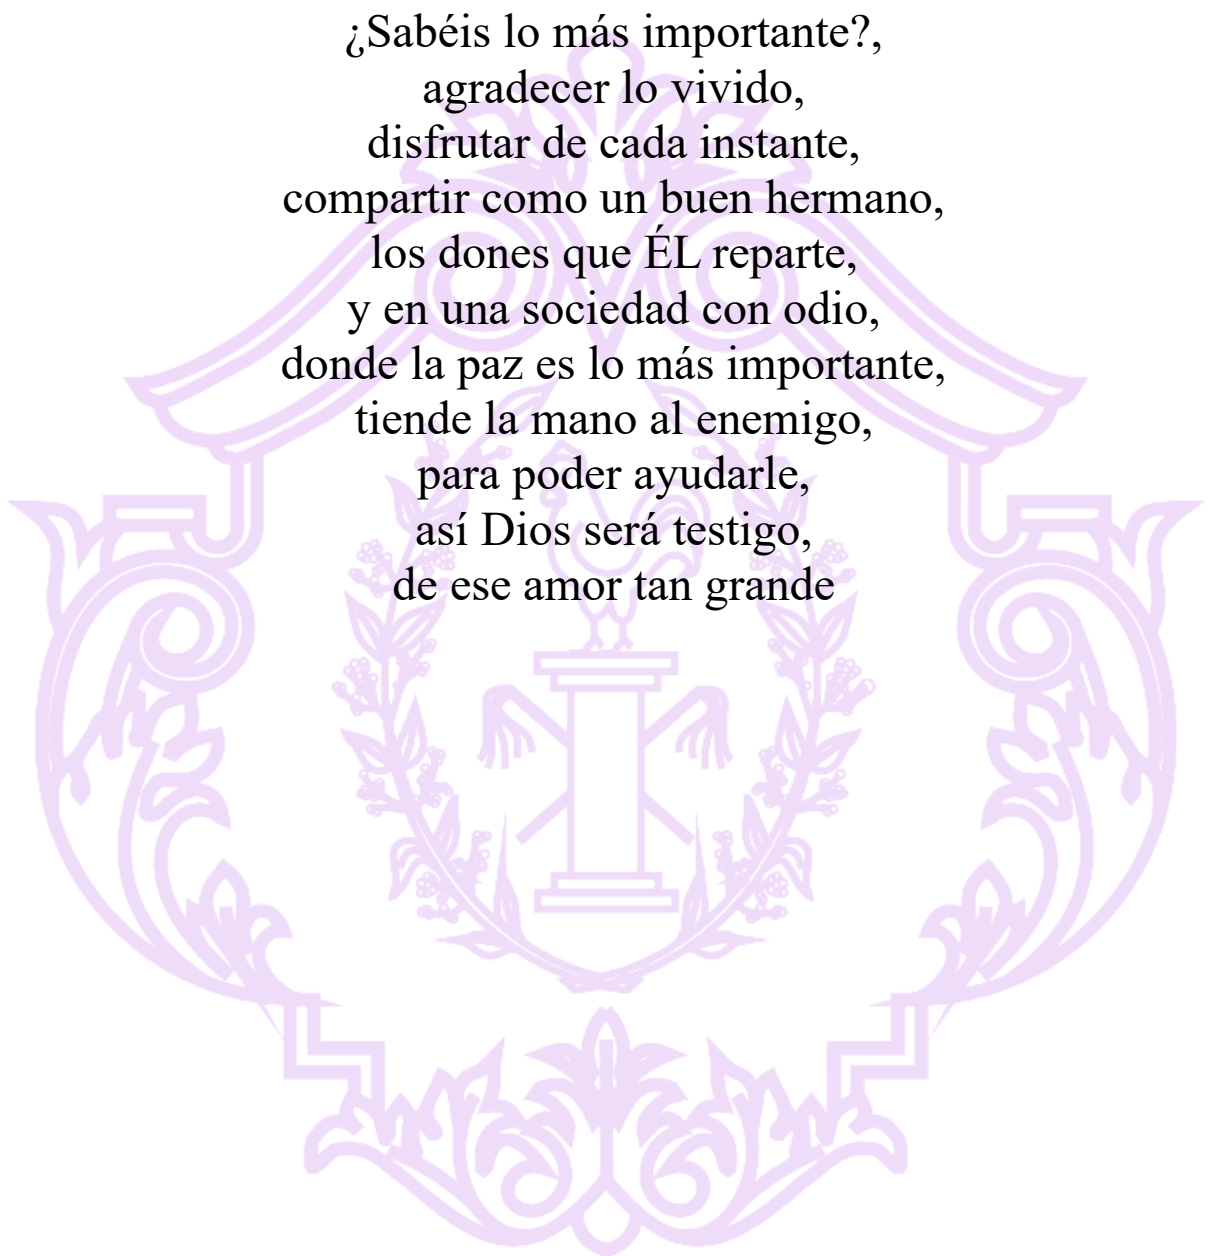 ¿Sabéis lo más importante?,
agradecer lo vivido,
disfrutar de cada instante,
compartir como un buen hermano,
los dones que ÉL reparte,
y en una sociedad con odio,
donde la paz es lo más importante,
tiende la mano al enemigo,
para poder ayudarle,
así Dios será testigo,
de ese amor tan grande